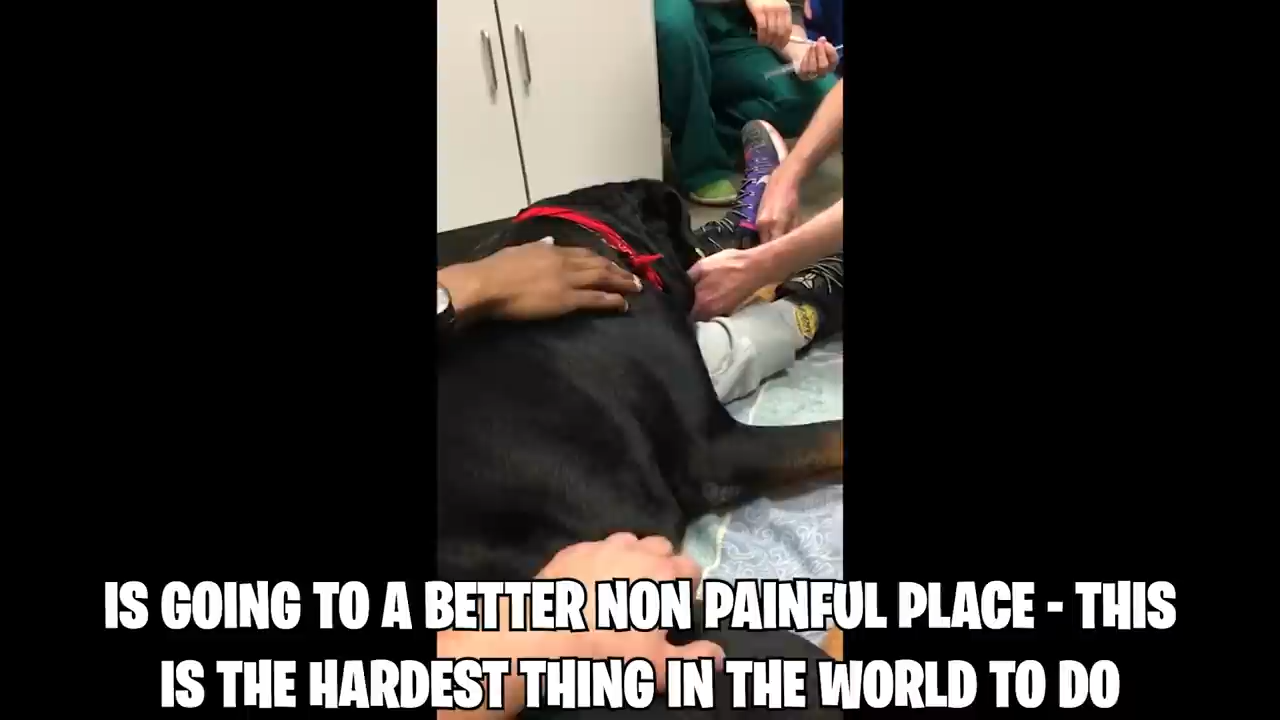 IS GOING TO A BETTER NON PAINFUL PLACE - THIS
IS THE HARDEST THING IN THE WORLD TO DO